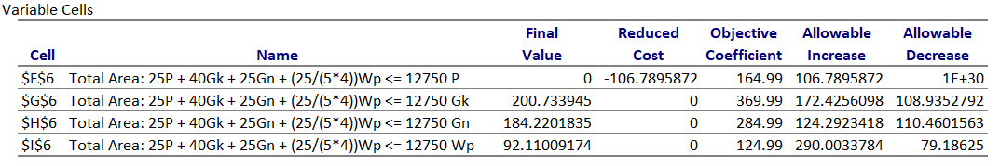 Variable Cells
Final Reduced Objective Allowable Allowable
Cell Name Value Cost Coefficient Increase Decrease
$F$6 Total Area: 25P + 40Gk + 25Gn + (25/(5*4))Wp <= 12750 P 0 -106.7895872 164.99 106.7895872 1E+30
$G$6 Total Area: 25P + 40Gk + 25Gn + (25/(5*4))Wp <= 12750 Gk 200.733945 0 369.99 172.4256098 108.9352792
$H$6 Total Area: 25P + 40Gk + 25Gn + (25/(5*4))Wp <= 12750 Gn 184.2201835 0 284.99 124.2923418 110.4601563
$I$6 Total Area: 25P + 40Gk + 25Gn + (25/(5*4))Wp <= 12750 Wp 92.11009174 0 124.99 290.0033784 79.18625